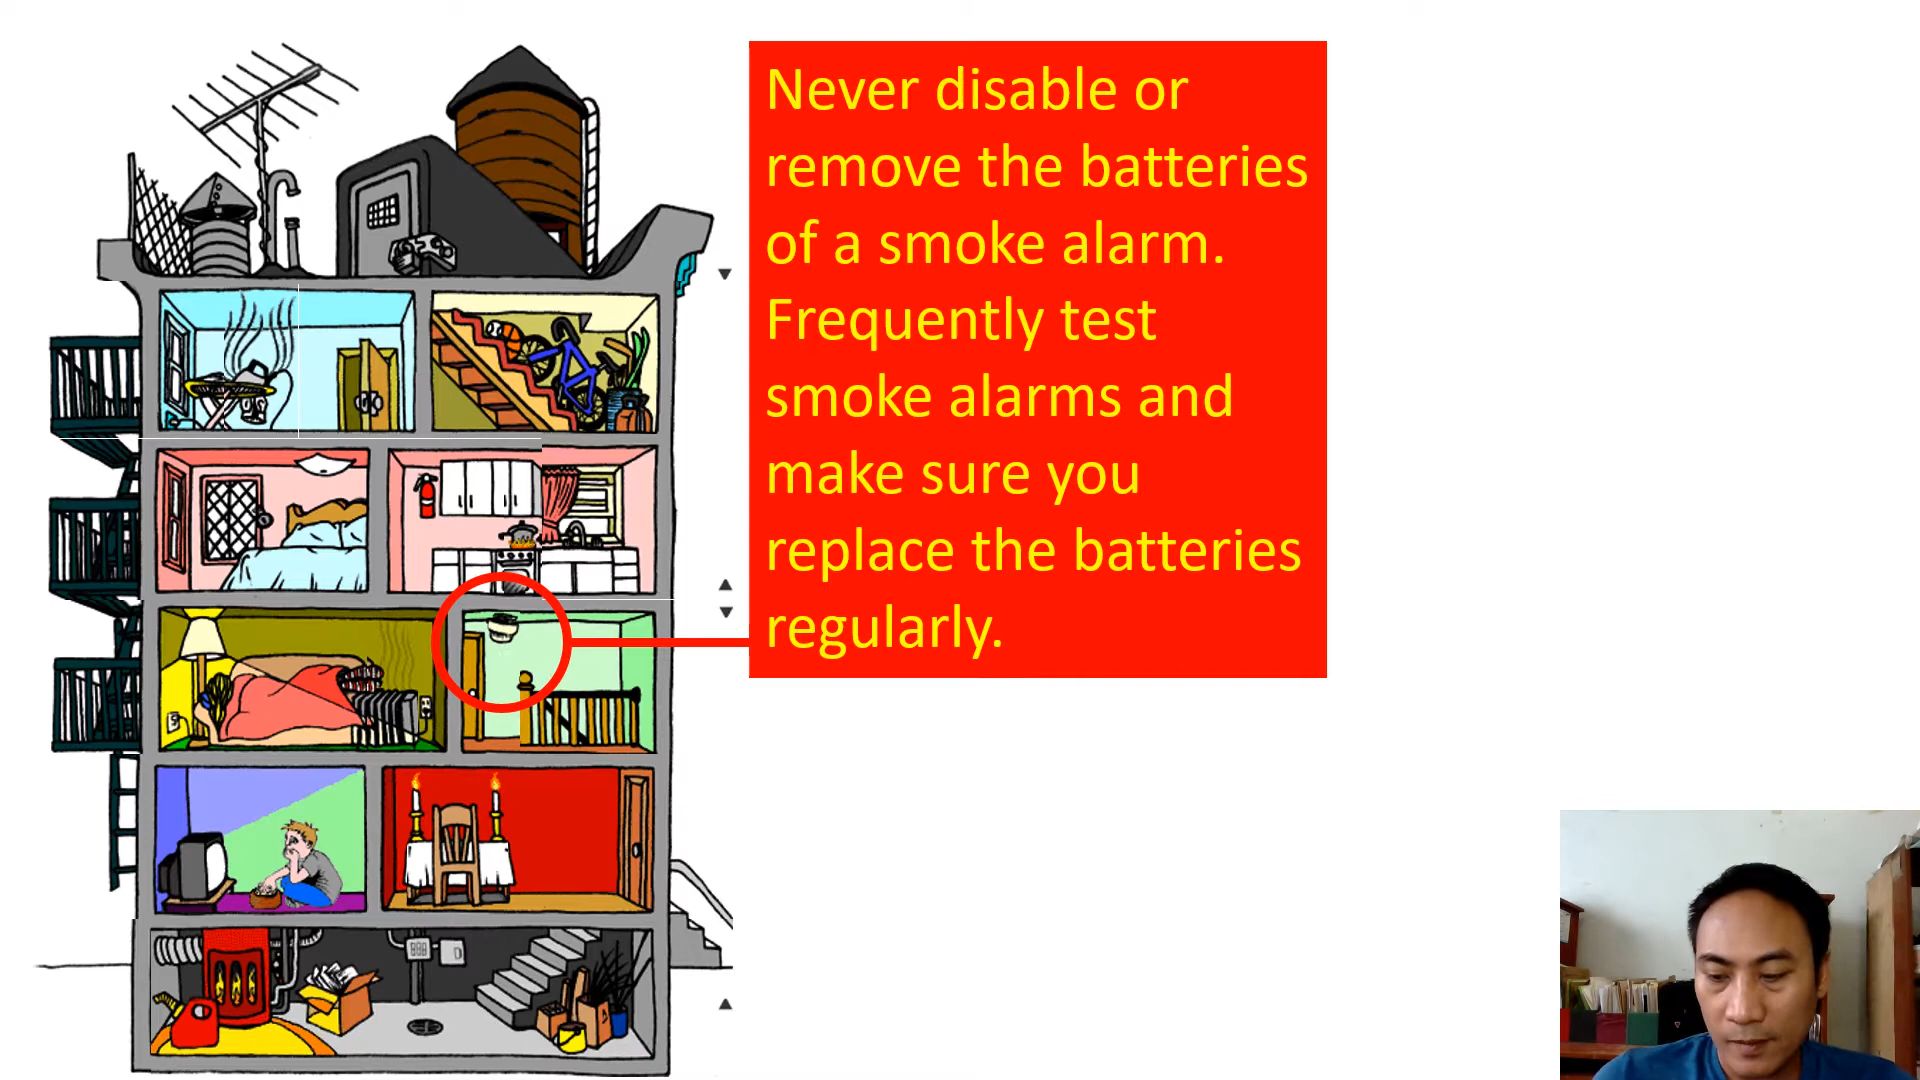 Never disable or
remove the batteries
of a smoke alarm.
Frequently test
smoke alarms and
make sure you
replace the batteries
regularly.